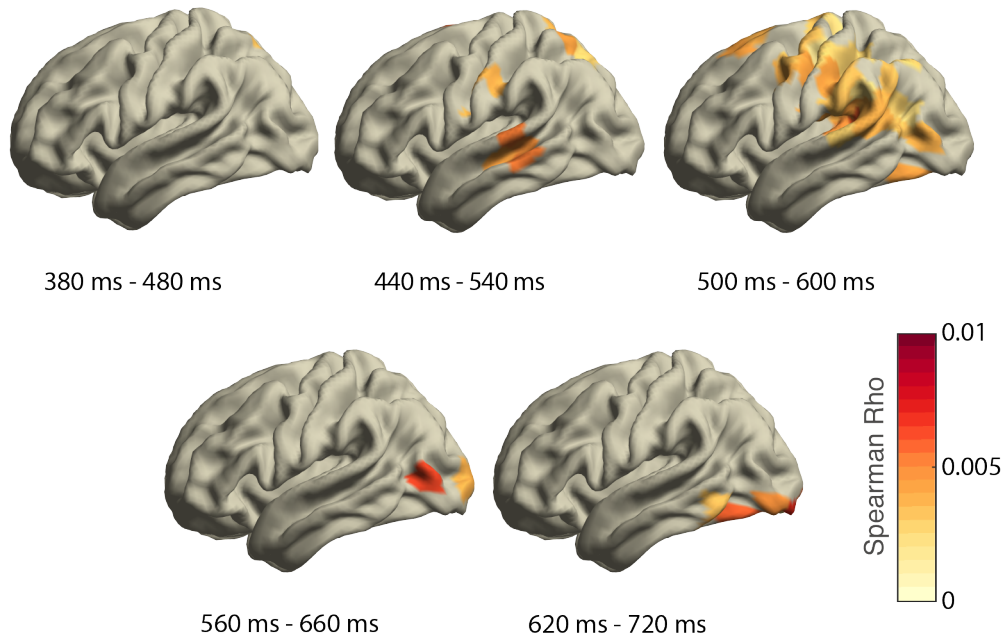 380 ms - 480 ms
440 ms - 540 ms
500 ms - 600 ms
0.01
Spearman Rho
0.005
0
560 ms - 660 ms
620 ms - 720 ms